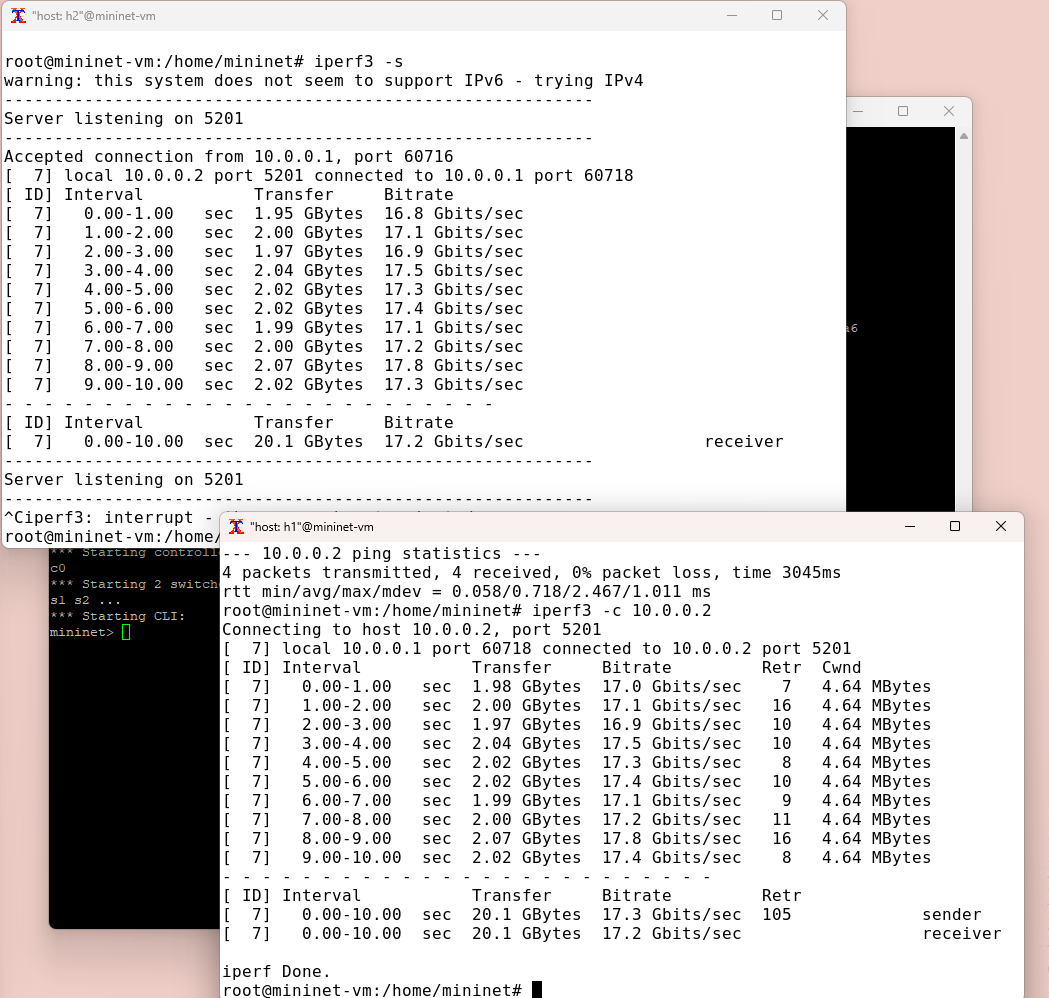 "host: h2"@mininet-vm
root@mininet-vm:/home/mininet# iperf3 -s
warning: this system does not seem to support IPv6 - trying IPv4
-----------------------------------------------------------
Server listening on 5201
-----------------------------------------------------------
Accepted connection from 10.0.0.1, port 60716
[  7] local 10.0.0.2 port 5201 connected to 10.0.0.1 port 60718
[ ID] Interval           Transfer     Bitrate
[  7]   0.00-1.00   sec  1.95 GBytes  16.8 Gbits/sec
[  7]   1.00-2.00   sec  2.00 GBytes  17.1 Gbits/sec
[  7]   2.00-3.00   sec  1.97 GBytes  16.9 Gbits/sec
[  7]   3.00-4.00   sec  2.04 GBytes  17.5 Gbits/sec
[  7]   4.00-5.00   sec  2.02 GBytes  17.3 Gbits/sec
[  7]   5.00-6.00   sec  2.02 GBytes  17.4 Gbits/sec
[  7]   6.00-7.00   sec  1.99 GBytes  17.1 Gbits/sec
[  7]   7.00-8.00   sec  2.00 GBytes  17.2 Gbits/sec
[  7]   8.00-9.00   sec  2.07 GBytes  17.8 Gbits/sec
[  7]   9.00-10.00  sec  2.02 GBytes  17.3 Gbits/sec
- - - - - - - - - - - - - - - - - - - - - - - - -
[ ID] Interval           Transfer     Bitrate
[  7]   0.00-10.00  sec  20.1 GBytes  17.2 Gbits/sec                  receiver
-----------------------------------------------------------
Server listening on 5201
-----------------------------------------------------------
^Ciperf3: interrupt -
root@mininet-vm:/home/
a6
*** Starting controll
c0
*** Starting 2 switch
s1 s2 ...
*** Starting CLI:
mininet>
"host: h1"@mininet-vm
--- 10.0.0.2 ping statistics ---
4 packets transmitted, 4 received, 0% packet loss, time 3045ms
rtt min/avg/max/mdev = 0.058/0.718/2.467/1.011 ms
root@mininet-vm:/home/mininet# iperf3 -c 10.0.0.2
Connecting to host 10.0.0.2, port 5201
[  7] local 10.0.0.1 port 60718 connected to 10.0.0.2 port 5201
[ ID] Interval           Transfer     Bitrate         Retr  Cwnd
[  7]   0.00-1.00   sec  1.98 GBytes  17.0 Gbits/sec    7   4.64 MBytes
[  7]   1.00-2.00   sec  2.00 GBytes  17.1 Gbits/sec   16   4.64 MBytes
[  7]   2.00-3.00   sec  1.97 GBytes  16.9 Gbits/sec   10   4.64 MBytes
[  7]   3.00-4.00   sec  2.04 GBytes  17.5 Gbits/sec   10   4.64 MBytes
[  7]   4.00-5.00   sec  2.02 GBytes  17.3 Gbits/sec    8   4.64 MBytes
[  7]   5.00-6.00   sec  2.02 GBytes  17.4 Gbits/sec   10   4.64 MBytes
[  7]   6.00-7.00   sec  1.99 GBytes  17.1 Gbits/sec    9   4.64 MBytes
[  7]   7.00-8.00   sec  2.00 GBytes  17.2 Gbits/sec   11   4.64 MBytes
[  7]   8.00-9.00   sec  2.07 GBytes  17.8 Gbits/sec   16   4.64 MBytes
[  7]   9.00-10.00  sec  2.02 GBytes  17.4 Gbits/sec    8   4.64 MBytes
- - - - - - - - - - - - - - - - - - - - - - - - -
[ ID] Interval           Transfer     Bitrate         Retr
[  7]   0.00-10.00  sec  20.1 GBytes  17.3 Gbits/sec  105             sender
[  7]   0.00-10.00  sec  20.1 GBytes  17.2 Gbits/sec                  receiver
iperf Done.
root@mininet-vm:/home/mininet#